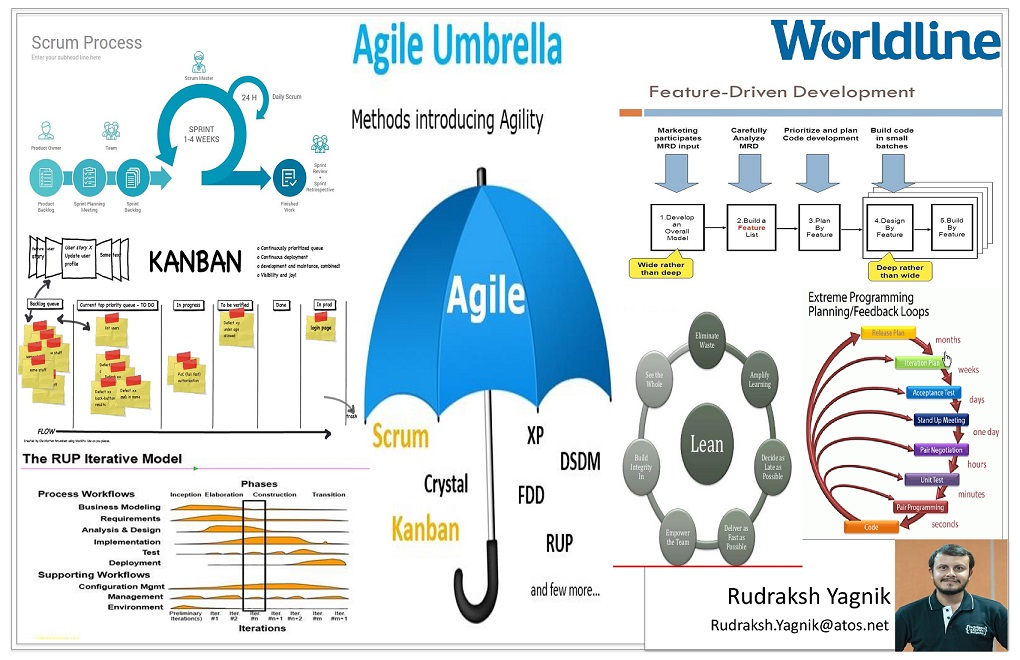 Scrum Process
Enter your subhead line here
Scrum Master
24 H
Daily Scrum
SPRINT
1-4 WEEKS
Product Owner
Team
Sprint
Review
+
Sprint
Retrospective
Product
Backlog
Sprint Planning
Meeting
Sprint
Backlog
Finished
Work
Agile Umbrella
Methods introducing Agility
Agile
Scrum
XP
DSDM
Crystal
FDD
Kanban
RUP
and few more...
Worldline
Feature-Driven Development
Marketing
participates
MRD input
Carefully
Analyze
MRD
Prioritize and plan
Code development
Build code
in small
batches
1.Develop
an
Overall
Model
2.Build a
Feature
List
3.Plan
By
Feature
4.Design
By
Feature
5.Build
By
Feature
Wide rather
than deep
Deep rather
than wide
story
User story X
Update user
profile
KANBAN
o Continuously prioritized queue
o Continuous deployment
o development and maintance, combined!
o Visibility and joy!
Backlog queue
Current top priority queue - TO DO
In progress
To be verified
Done
In prod
login page
trash
FLOW
Lean
Eliminate
Waste
Amplify
Learning
Decide as
Late as
Possible
Deliver as
Fast as
Possible
Empower
the Team
Build
Integrity
In
See the
Whole
Extreme Programming
Planning/Feedback Loops
Release Plan
months
Iteration Plan
weeks
Acceptance Test
days
Stand Up Meeting
one day
Pair Negotiation
hours
Unit Test
minutes
Pair Programming
seconds
Code
The RUP Iterative Model
Phases
Process Workflows
Inception Elaboration Construction Transition
Business Modeling
Requirements
Analysis & Design
Implementation
Test
Deployment
Supporting Workflows
Configuration Mgmt
Management
Environment
Preliminary
Iteration(s)
Iter.
#1
Iter.
#2
Iter.
#n
Iter.
#n+1
Iter.
#n+2
Iter.
#m
Iter.
#m+1
Iterations
Rudraksh Yagnik
Rudraksh.Yagnik@atos.net